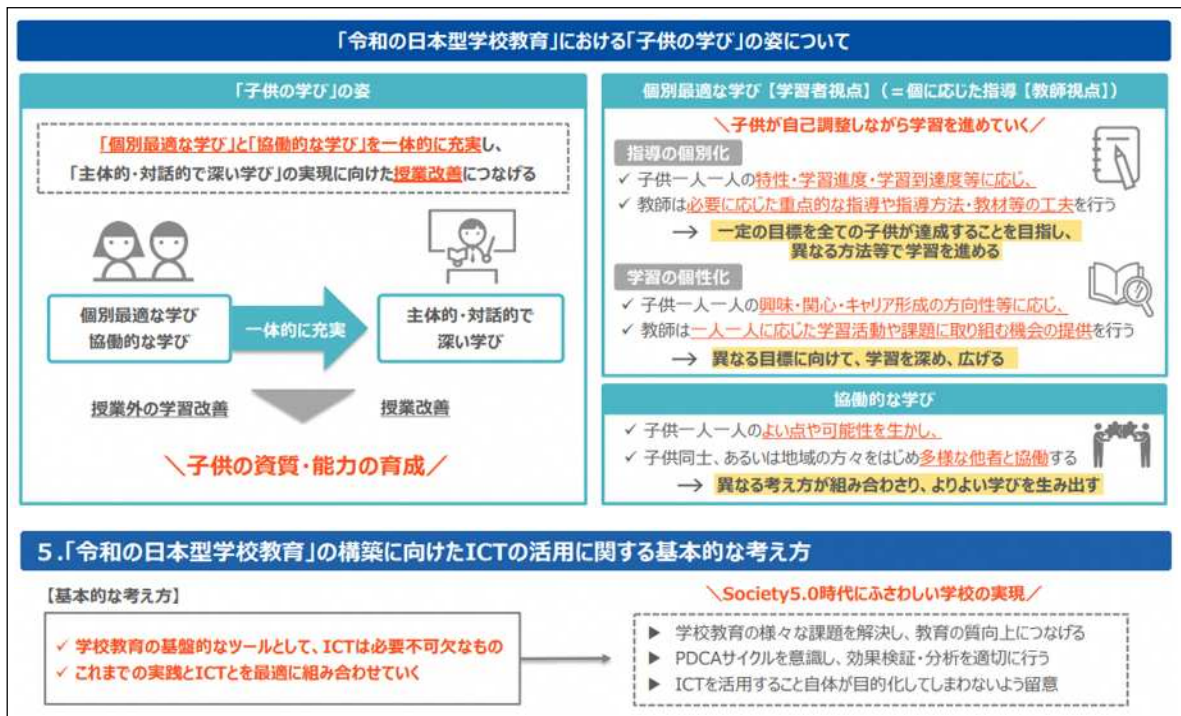 「令和の日本型学校教育」における「子供の学び」の姿について
「子供の学び」の姿
「個別最適な学び」と「協働的な学び」を一体的に充実し、
「主体的・対話的で深い学び」の実現に向けた授業改善につなげる
個別最適な学び
協働的な学び
一体的に充実
主体的・対話的で
深い学び
授業外の学習改善
授業改善
＼子供の資質・能力の育成／
個別最適な学び【学習者視点】（＝個に応じた指導【教師視点】）
＼子供が自己調整しながら学習を進めていく／
指導の個別化
✓ 子供一人一人の特性・学習進度・学習到達度等に応じ、
✓ 教師は必要に応じた重点的な指導や指導方法・教材等の工夫を行う
→ 一定の目標を全ての子供が達成することを目指し、
異なる方法等で学習を進める
学習の個性化
✓ 子供一人一人の興味・関心・キャリア形成の方向性等に応じ、
✓ 教師は一人一人に応じた学習活動や課題に取り組む機会の提供を行う
→ 異なる目標に向けて、学習を深め、広げる
協働的な学び
✓ 子供一人一人のよい点や可能性を生かし、
✓ 子供同士、あるいは地域の方々をはじめ多様な他者と協働する
→ 異なる考え方が組み合わさり、よりよい学びを生み出す
５.「令和の日本型学校教育」の構築に向けたICTの活用に関する基本的な考え方
【基本的な考え方】
✓ 学校教育の基盤的なツールとして、ICTは必要不可欠なもの
✓ これまでの実践とICTとを最適に組み合わせていく
＼Society5.0時代にふさわしい学校の実現／
▶ 学校教育の様々な課題を解決し、教育の質向上につなげる
▶ PDCAサイクルを意識し、効果検証・分析を適切に行う
▶ ICTを活用すること自体が目的化してしまわないよう留意